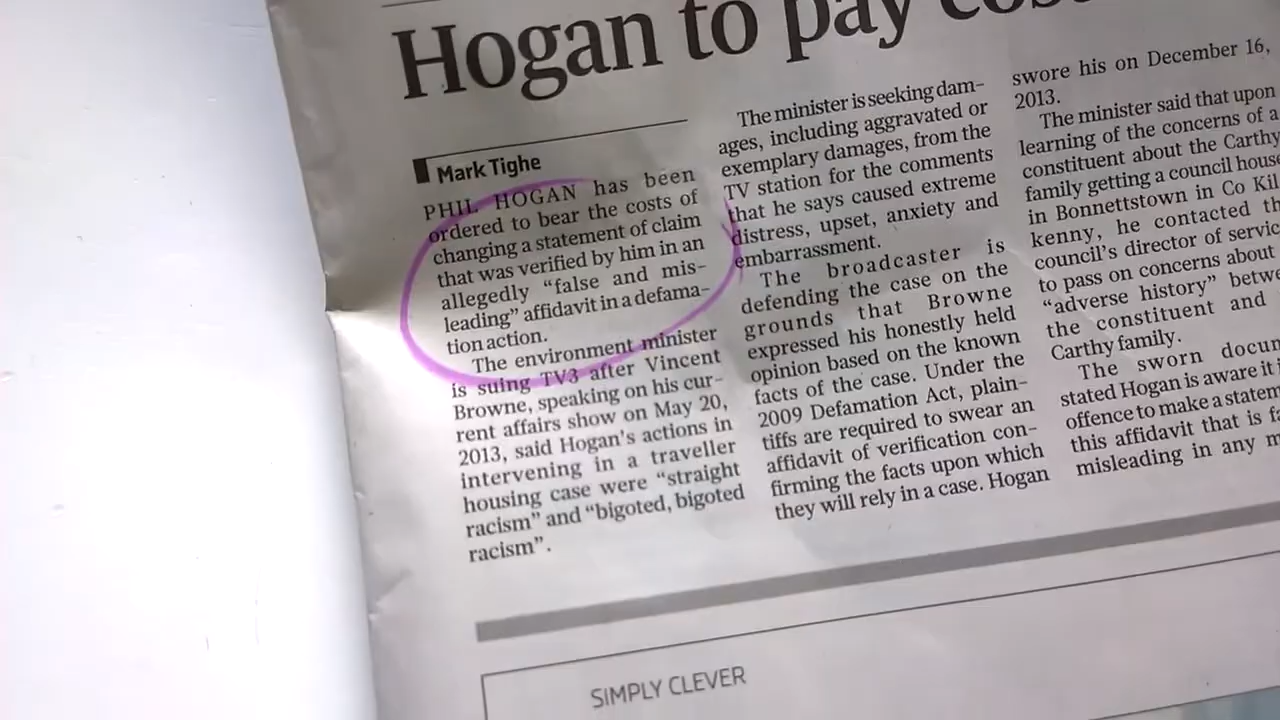 Hogan to pay
Mark Tighe
PHIL HOGAN has been
ordered to bear the costs of
changing a statement of claim
that was verified by him in an
allegedly “false and mis-
leading” affidavit in a defama-
tion action.
The environment minister
is suing TV3 after Vincent
Browne, speaking on his cur-
rent affairs show on May 20,
2013, said Hogan's actions in
intervening in a traveller
housing case were “straight
racism” and “bigoted, bigoted
racism”.
The minister is seeking dam-
ages, including aggravated or
exemplary damages, from the
TV station for the comments
that he says caused extreme
distress, upset, anxiety and
embarrassment.
The broadcaster is
defending the case on the
grounds that Browne
expressed his honestly held
opinion based on the known
facts of the case. Under the
2009 Defamation Act, plain-
tiffs are required to swear an
affidavit of verification con-
firming the facts upon which
they will rely in a case. Hogan
swore his on December 16,
2013.
The minister said that upon
learning of the concerns of a
constituent about the Carthy
family getting a council house
in Bonnettstown in Co Kil
kenny, he contacted
council's director of
to pass on concerns about
“adverse history”
the constituent and
Carthy family.
The sworn
stated Hogan is aware it
offence to make a
this affidavit that is
misleading in any
SIMPLY CLEVER